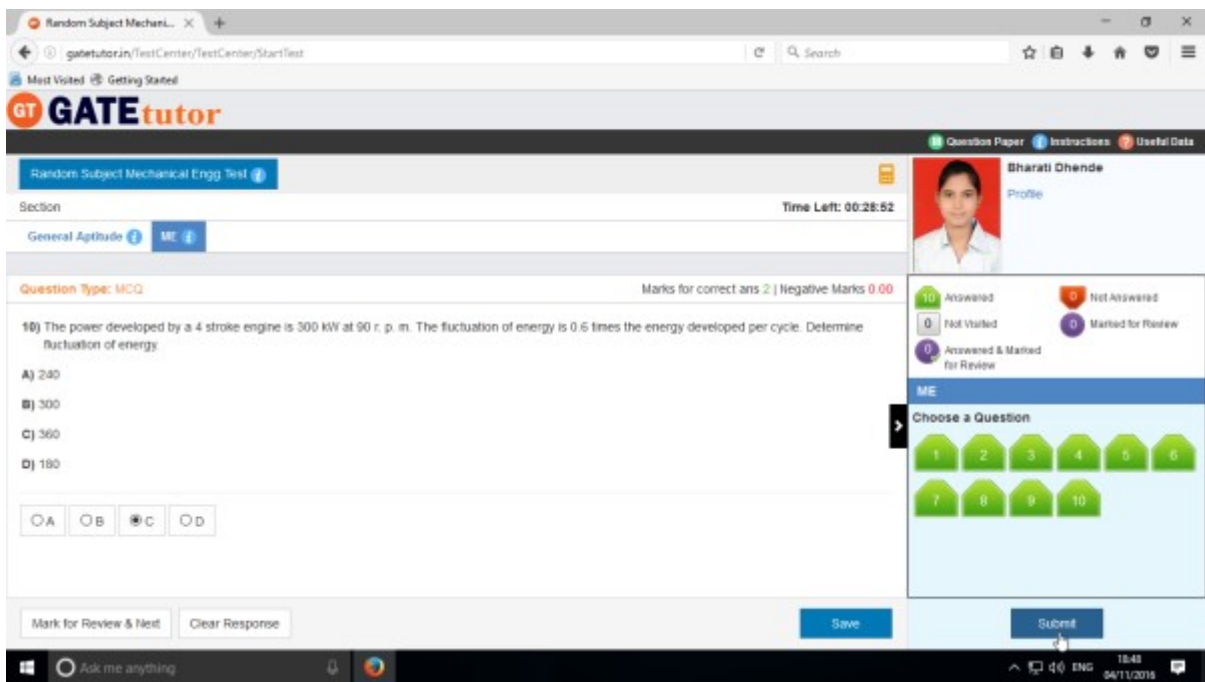 Random Subject Mechani...
gatetutor.in/TestCenter/TestCenter/StartTest
Search
Most Visited Getting Started
GT GATEtutor
Question Paper Instructions Useful Data
Random Subject Mechanical Engg Test
Bharati Dhende
Profile
Section Time Left: 00:28:52
General Aptitude ME
Question Type: MCQ Marks for correct ans 2 | Negative Marks 0.00
10 Answered 0 Not Answered
0 Not Visited 0 Marked for Review
0 Answered & Marked
for Review
10) The power developed by a 4 stroke engine is 300 kW at 90 r. p. m. The fluctuation of energy is 0.6 times the energy developed per cycle. Determine
fluctuation of energy.
A) 240
B) 300
C) 360
D) 180
A B C D
ME
Choose a Question
1 2 3 4 5 6
7 8 9 10
Mark for Review & Next Clear Response Save Submit
Ask me anything
ENG
18:48
04/11/2016